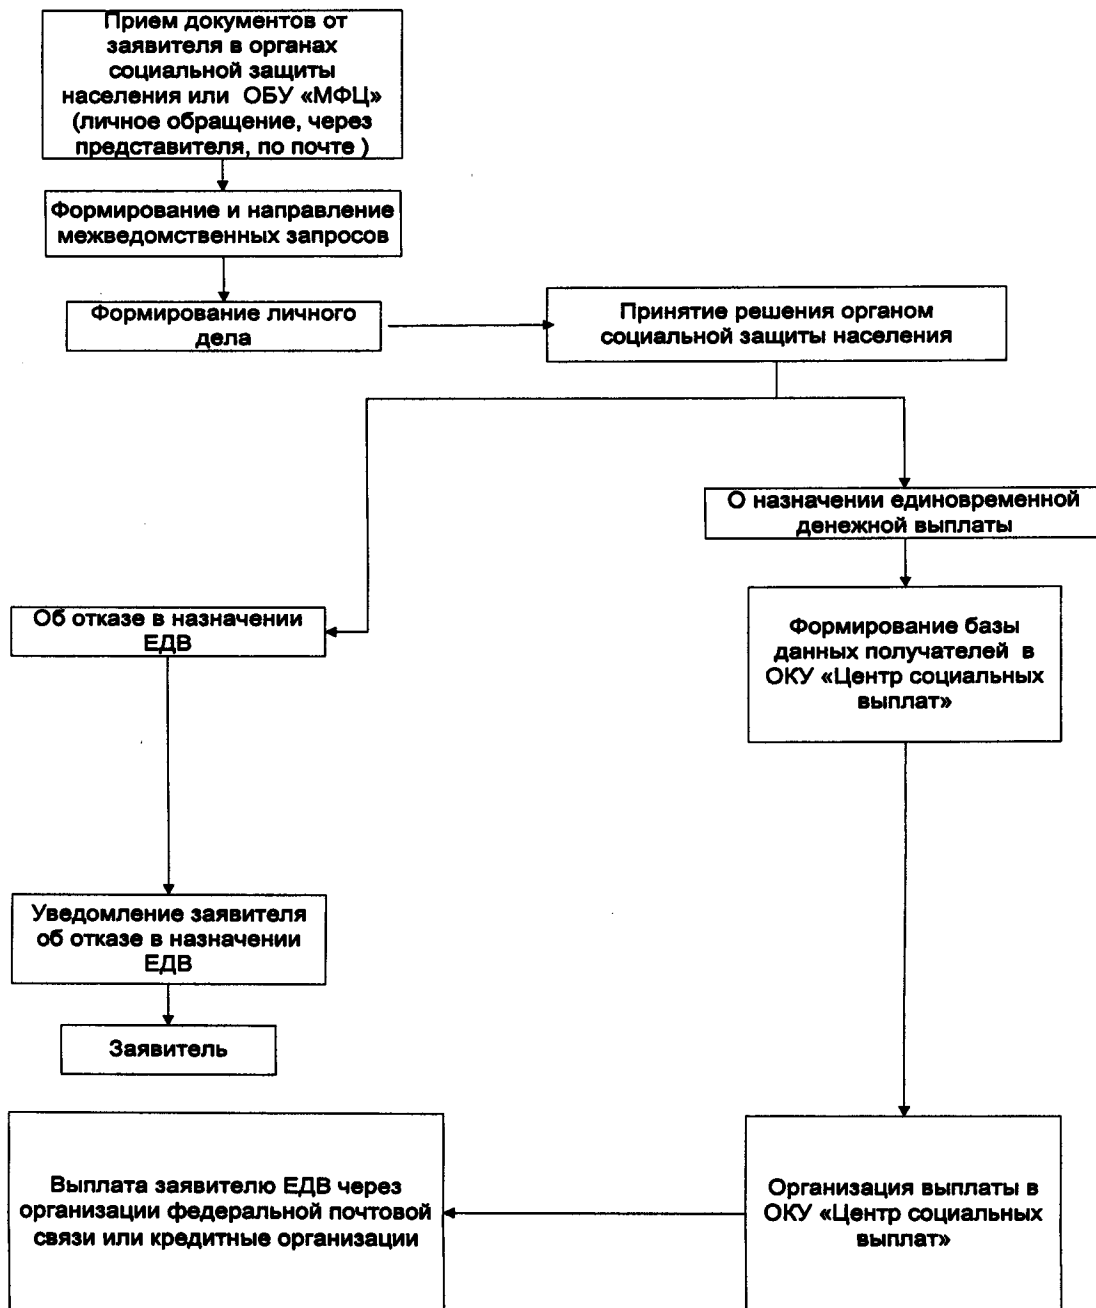 Прием документов от
заявителя в органах
социальной защиты
населения или ОБУ «МФЦ»
(личное обращение, через
представителя, по почте )
Формирование и направление
межведомственных запросов
Формирование личного
дела
Принятие решения органом
социальной защиты населения
О назначении единовременной
денежной выплаты
Об отказе в назначении
ЕДВ
Формирование базы
данных получателей в
ОКУ «Центр социальных
выплат»
Уведомление заявителя
об отказе в назначении
ЕДВ
Заявитель
Выплата заявителю ЕДВ через
организации федеральной почтовой
связи или кредитные организации
Организация выплаты в
ОКУ «Центр социальных
выплат»